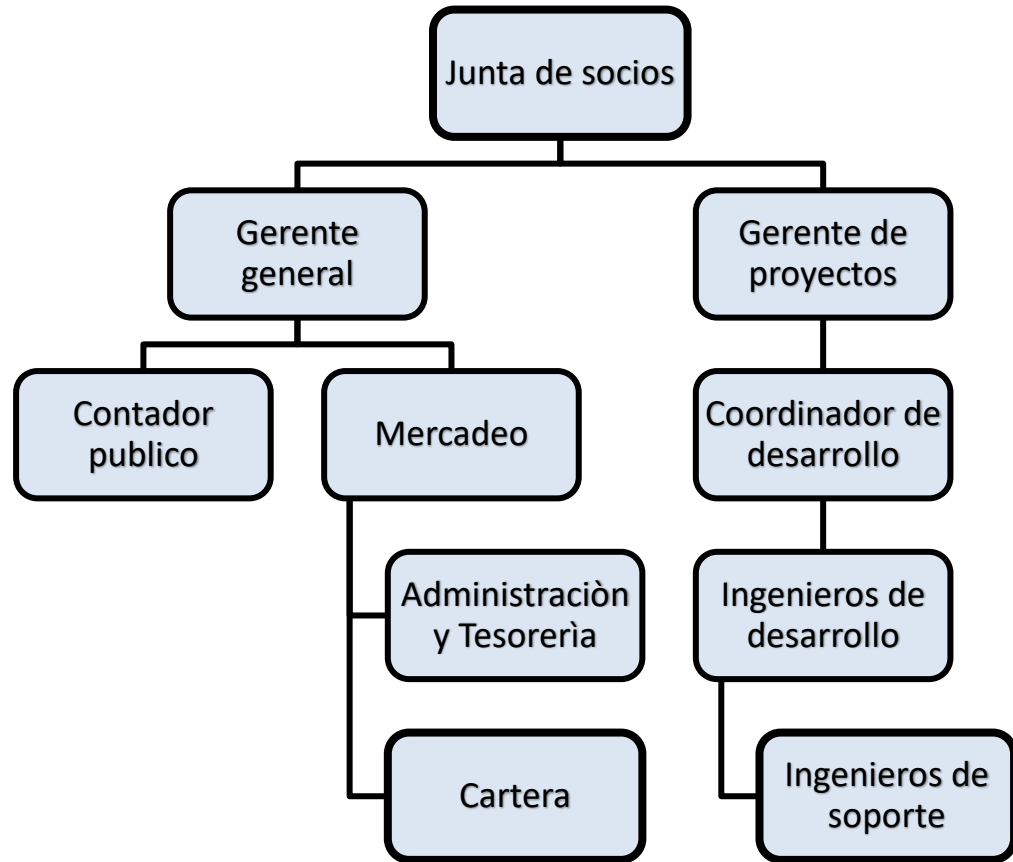 Junta de socios
Gerente
general
Gerente de
proyectos
Contador
publico
Mercadeo
Coordinador de
desarrollo
Administraciòn
y Tesorerìa
Ingenieros de
desarrollo
Cartera
Ingenieros de
soporte